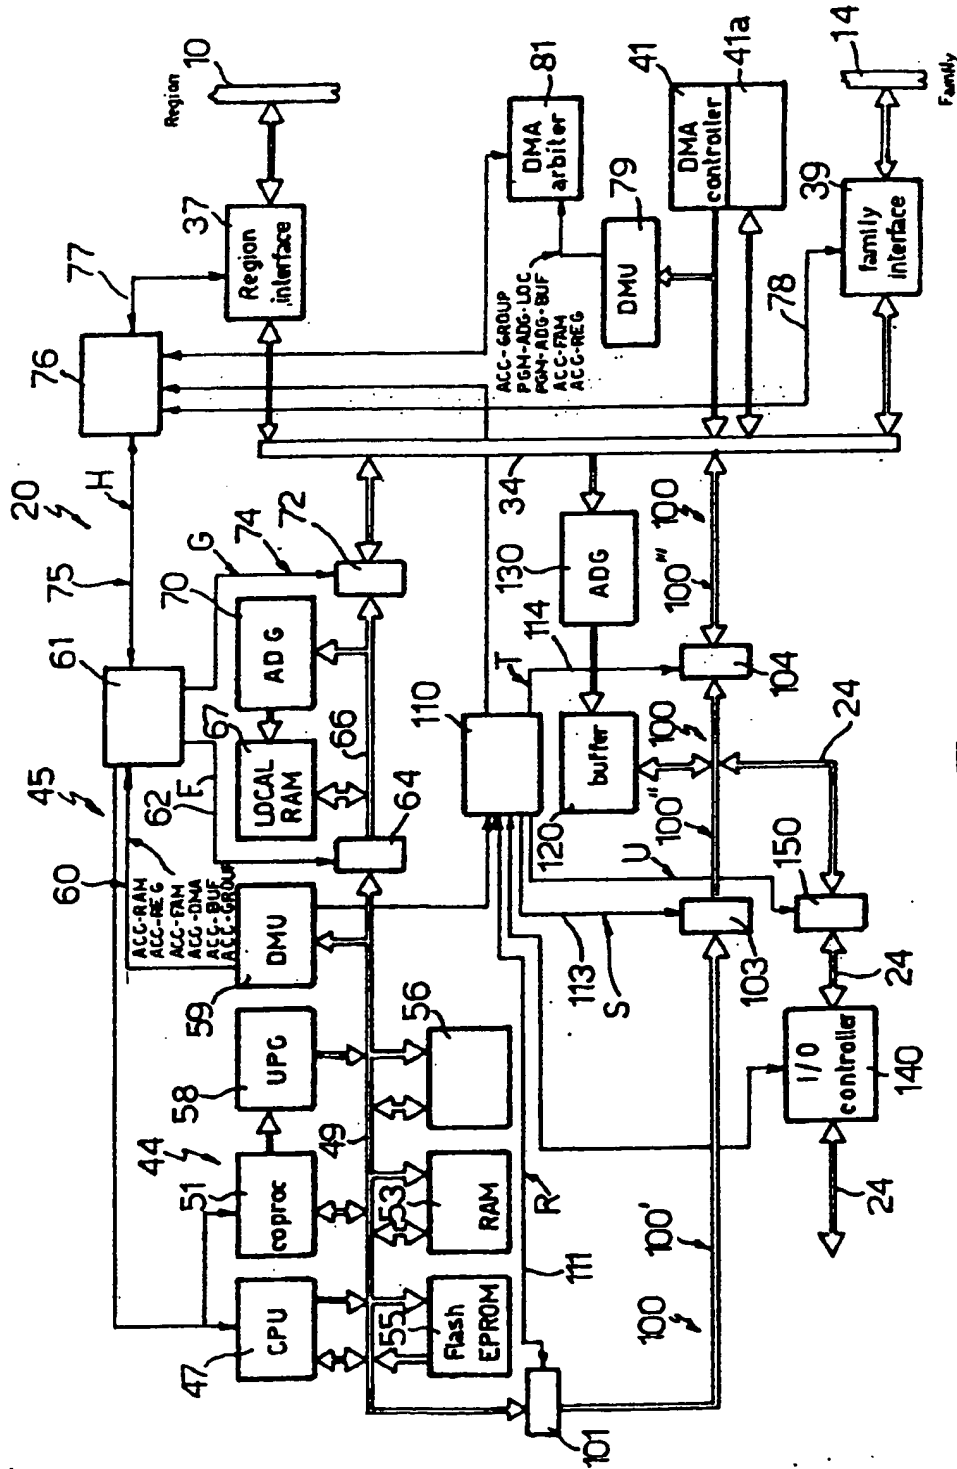 60
45
61
75
20
H
76
77
Region
10
44
ACC-RAM
ACC-REG
ACC-FAM
ACC-DMA
ACC-BUF
ACC-GROUP
62
E
70
G
74
37
47
CPU
51
coproc
58
UPG
59
DMU
67
LOCAL
RAM
ADG
72
Region
interface
49
66
64
55
Flash
EPROM
53
RAM
56
110
34
130
ACC-GROUP
PGM-ADG-LOC
PGM-ADG-BUF
ACC-FAM
ACC-REG
DMA
arbiter
81
111
R
T
114
ADG
DMU
79
101
113
S
120
buffer
41
DMA
controller
41a
100
100'
U
100
100"
100
100'''
103
104
78
24
I/O
controller
140
24
150
24
family
interface
39
14
Family